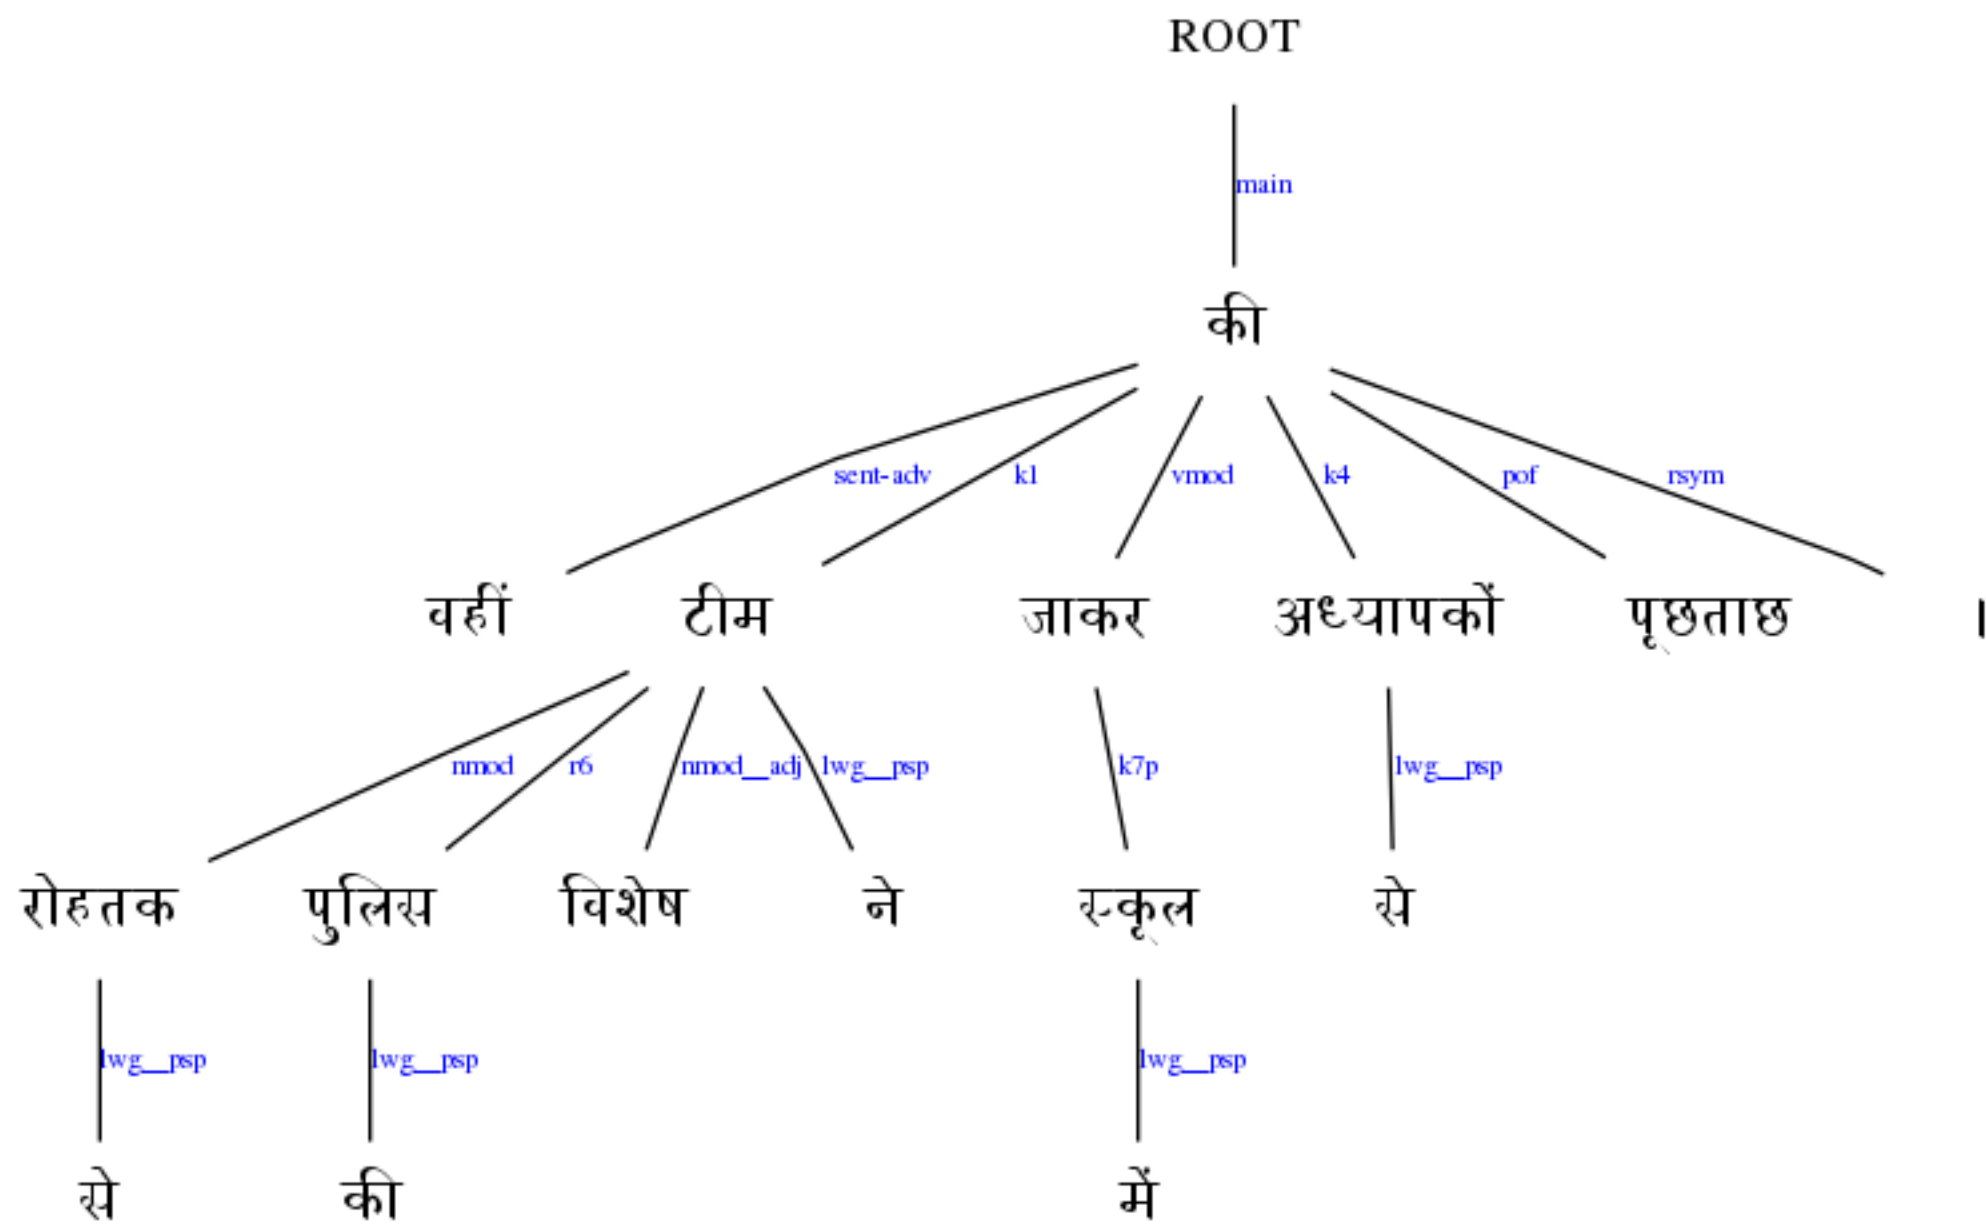 ROOT
main
की
sent-adv k1 vmod k4 pof rsym
वहीं टीम जाकर अध्यापकों पूछताछ ।
nmod r6 nmod__adj lwg__psp k7p lwg__psp
रोहतक पुलिस विशेष ने स्कूल से
lwg__psp lwg__psp lwg__psp
से की में